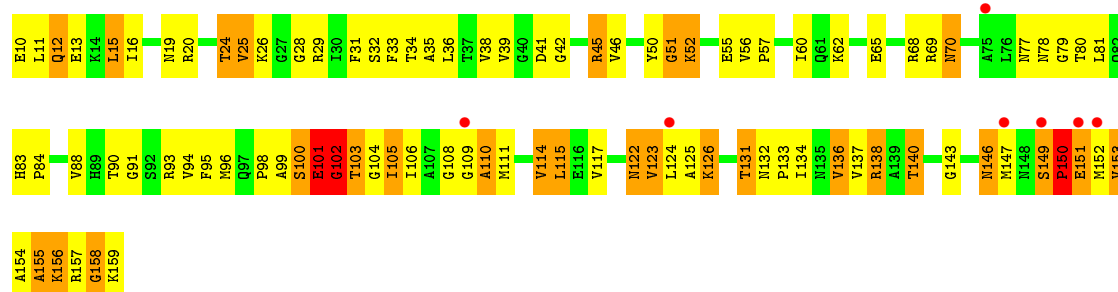 E10 L11 Q12 E13 K14 L15 I16 N19 R20 T24 V25 K26 G27 G28 R29 I30 F31 S32 F33 T34 A35 L36 T37 V38 V39 G40 D41 G42 R45 V46 Y50 G51 K52 E55 V56 P57 I60 Q61 K62 E65 R68 R69 N70 A75 L76 N77 N78 G79 T80 L81
H83 P84 V88 H89 T90 G91 S92 R93 V94 F95 M96 Q97 P98 A99 S100 E101 G102 T103 G104 I105 I106 A107 G108 G109 A110 M111 V114 L115 E116 V117 N122 V123 L124 A125 K126 T131 N132 P133 I134 N135 V136 V137 R138 A139 T140 G143 N146 M147 N148 S149 P150 E151 M152 V153
A154 A155 K156 R157 G158 K159